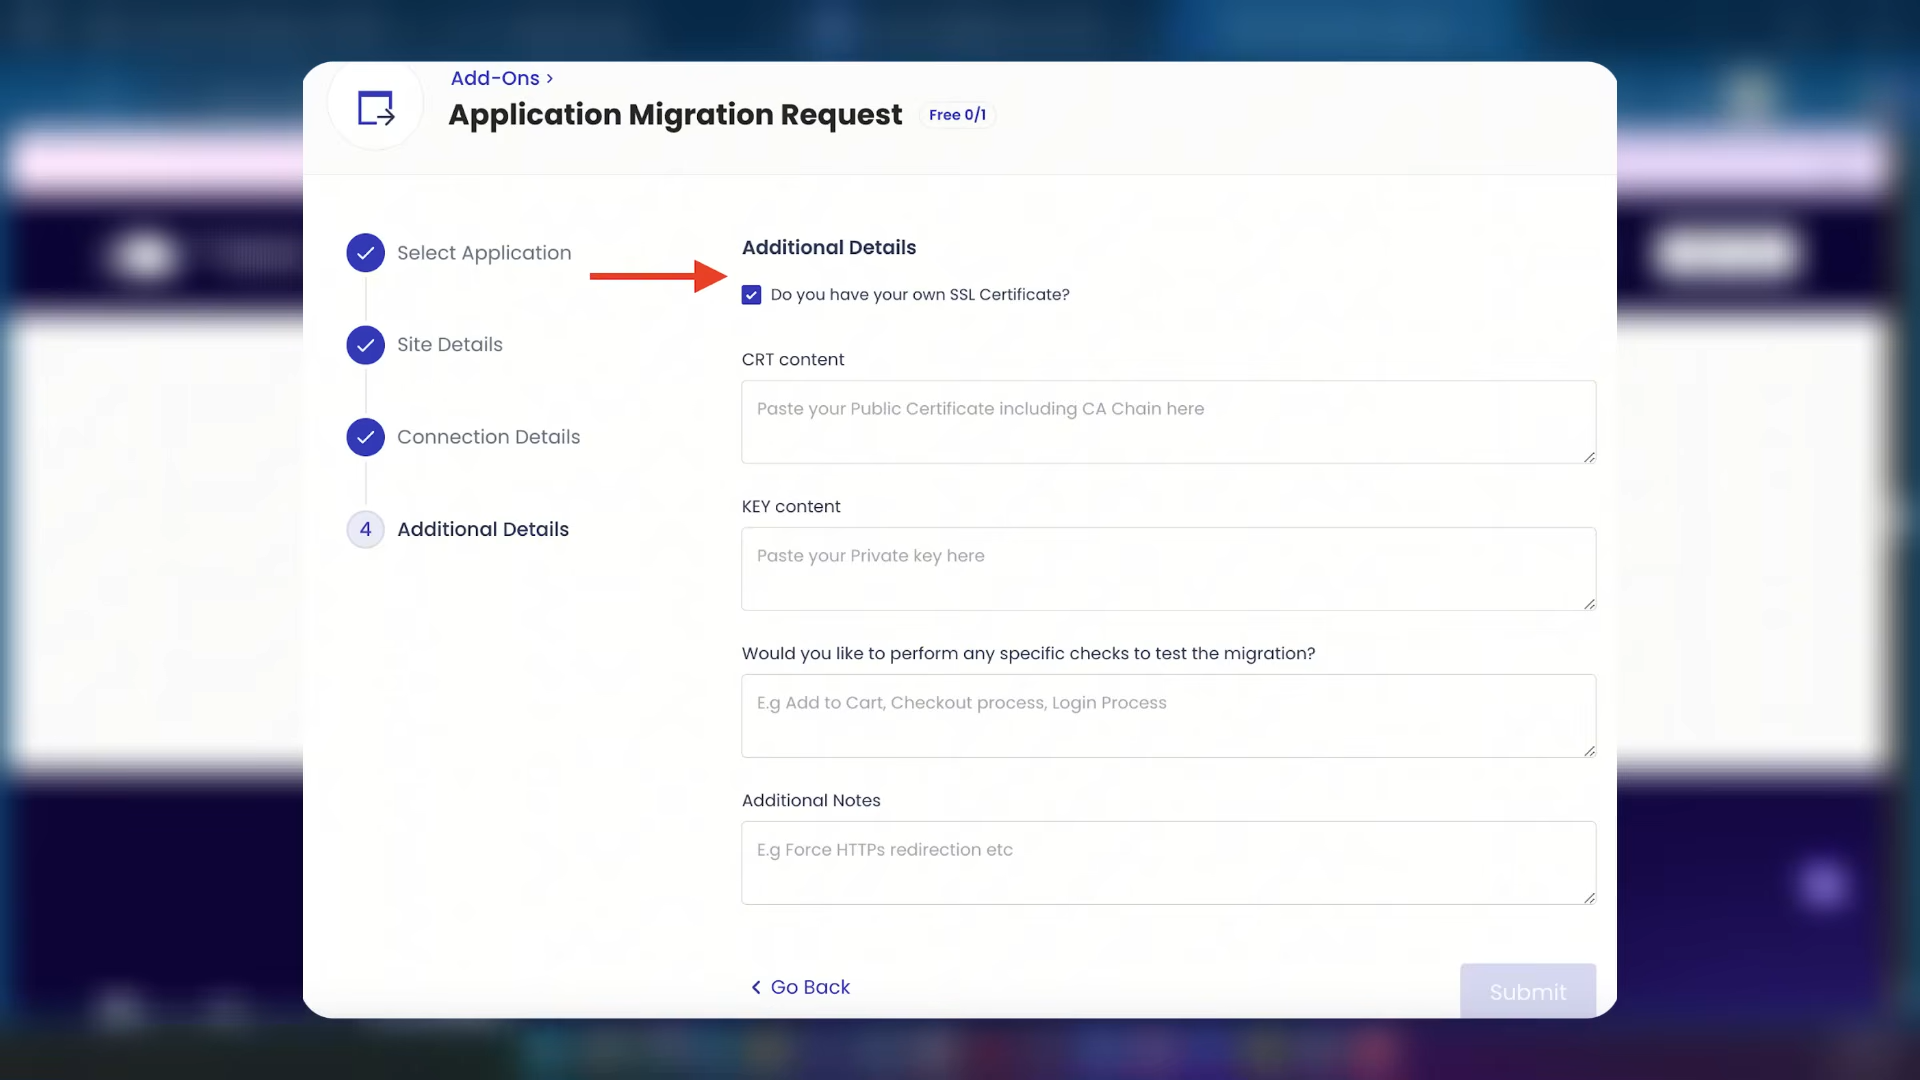 Add-Ons ›
Application Migration Request Free 0/1
Select Application
Site Details
Connection Details
4 Additional Details
Additional Details
Do you have your own SSL Certificate?
CRT content
Paste your Public Certificate including CA Chain here
KEY content
Paste your Private key here
Would you like to perform any specific checks to test the migration?
E.g Add to Cart, Checkout process, Login Process
Additional Notes
E.g Force HTTPs redirection etc
Go Back
Submit